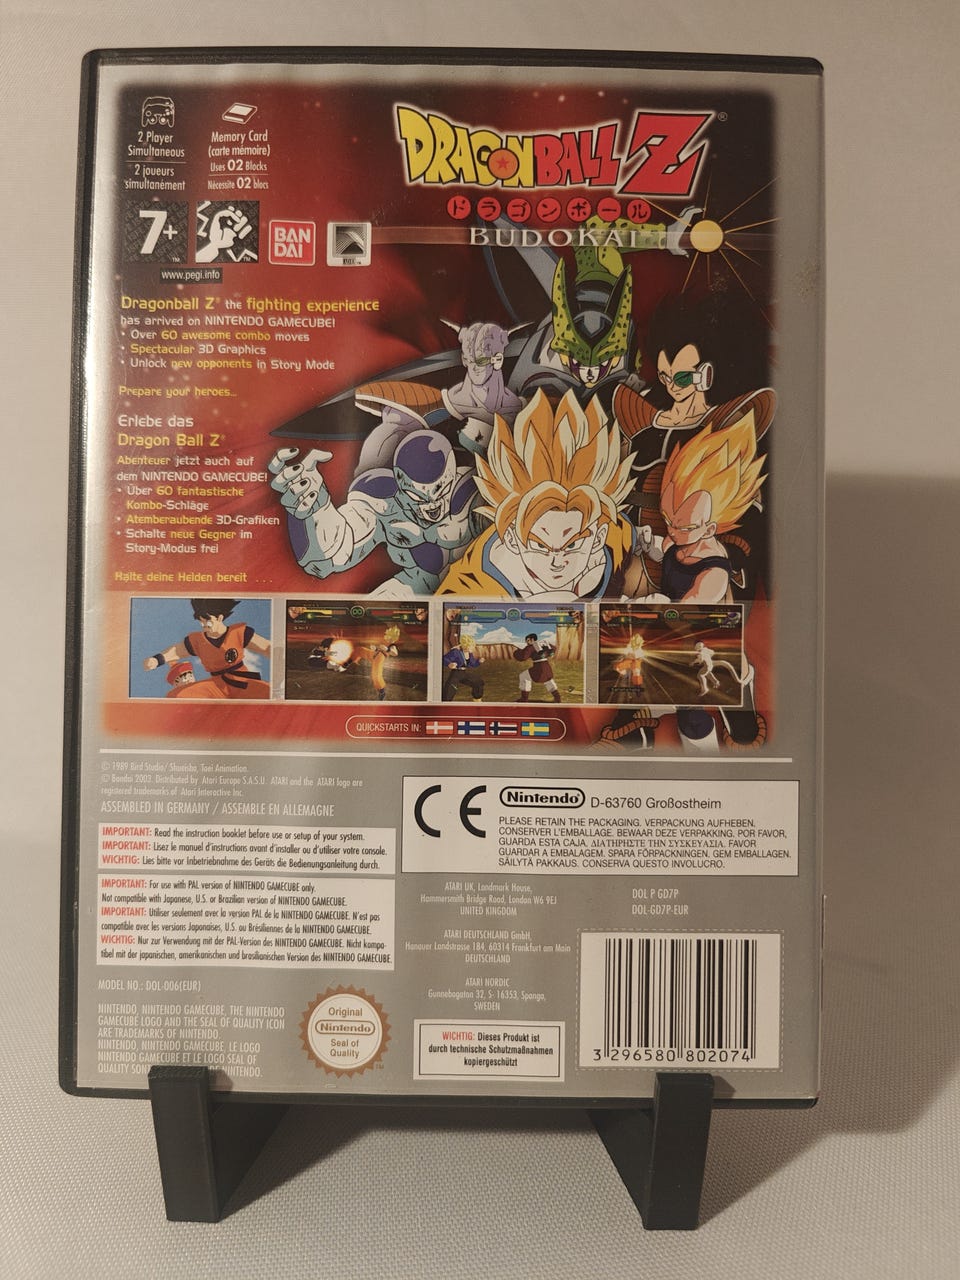 2 Player
Simultaneous
2 joueurs
simultanément
Memory Card
(carte mémoire)
Uses 02 Blocks
Nécessite 02 blocs
7+
™
™
BAN
DAI
ATARI
www.pegi.info
DRAGONBALL Z®
ドラゴンボール
BUDOKAI
Dragonball Z® the fighting experience
has arrived on NINTENDO GAMECUBE!
• Over 60 awesome combo moves
• Spectacular 3D Graphics
• Unlock new opponents in Story Mode
Prepare your heroes...
Erlebe das
Dragon Ball Z®
Abenteuer jetzt auch auf
dem NINTENDO GAMECUBE!
• Über 60 fantastische
Kombo-Schläge
• Atemberaubende 3D-Grafiken
• Schalte neue Gegner im
Story-Modus frei
Halte deine Helden bereit . . .
QUICKSTARTS IN:
© 1989 Bird Studio/ Shueisha, Toei Animation.
© Bandai 2003. Distributed by Atari Europe S.A.S.U. ATARI and the ATARI logo are
registered trademarks of Atari Interactive Inc.
ASSEMBLED IN GERMANY / ASSEMBLE EN ALLEMAGNE
IMPORTANT: Read the instruction booklet before use or setup of your system.
IMPORTANT: Lisez le manuel d'instructions avant d'installer ou d'utiliser votre console.
WICHTIG: Lies bitte vor Inbetriebnahme des Geräts die Bedienungsanleitung durch.
IMPORTANT: For use with PAL version of NINTENDO GAMECUBE only.
Not compatible with Japanese, U.S. or Brazilian version of NINTENDO GAMECUBE.
IMPORTANT: Utiliser seulement avec la version PAL de la NINTENDO GAMECUBE. N'est pas
compatible avec les versions Japonaises, U.S. ou Brésiliennes de la NINTENDO GAMECUBE.
WICHTIG: Nur zur Verwendung mit der PAL-Version des NINTENDO GAMECUBE. Nicht kompa-
tibel mit der japanischen, amerikanischen und brasilianischen Version des NINTENDO GAMECUBE.
MODEL NO.: DOL-006(EUR)
NINTENDO, NINTENDO GAMECUBE, THE NINTENDO
GAMECUBE LOGO AND THE SEAL OF QUALITY ICON
ARE TRADEMARKS OF NINTENDO.
NINTENDO, NINTENDO GAMECUBE, LE LOGO
NINTENDO GAMECUBE ET LE LOGO SEAL OF
QUALITY SONT NINTENDO.
Original
Nintendo
Seal of
Quality
TM
CE
Nintendo® D-63760 Großostheim
PLEASE RETAIN THE PACKAGING. VERPACKUNG AUFHEBEN.
CONSERVER L'EMBALLAGE. BEWAAR DEZE VERPAKKING. POR FAVOR,
GUARDA ESTA CAJA. ΔΙΑΤΗΡΗΣΤΕ ΤΗΝ ΣΥΣΚΕΥΑΣΙΑ. FAVOR
GUARDAR A EMBALAGEM. SPARA FÖRPACKNINGEN. GEM EMBALLAGEN.
SÄILYTÄ PAKKAUS. CONSERVA QUESTO INVOLUCRO.
ATARI UK, Landmark House,
Hammersmith Bridge Road, London W6 9EJ
UNITED KINGDOM
ATARI DEUTSCHLAND GmbH,
Hanauer Landstrasse 184, 60314 Frankfurt am Main
DEUTSCHLAND
ATARI NORDIC
Gunnebogatan 32, S- 16353, Spanga,
SWEDEN
DOL P GD7P
DOL-GD7P-EUR
WICHTIG: Dieses Produkt ist
durch technische Schutzmaßnahmen
kopiergeschützt
3 296580 802074